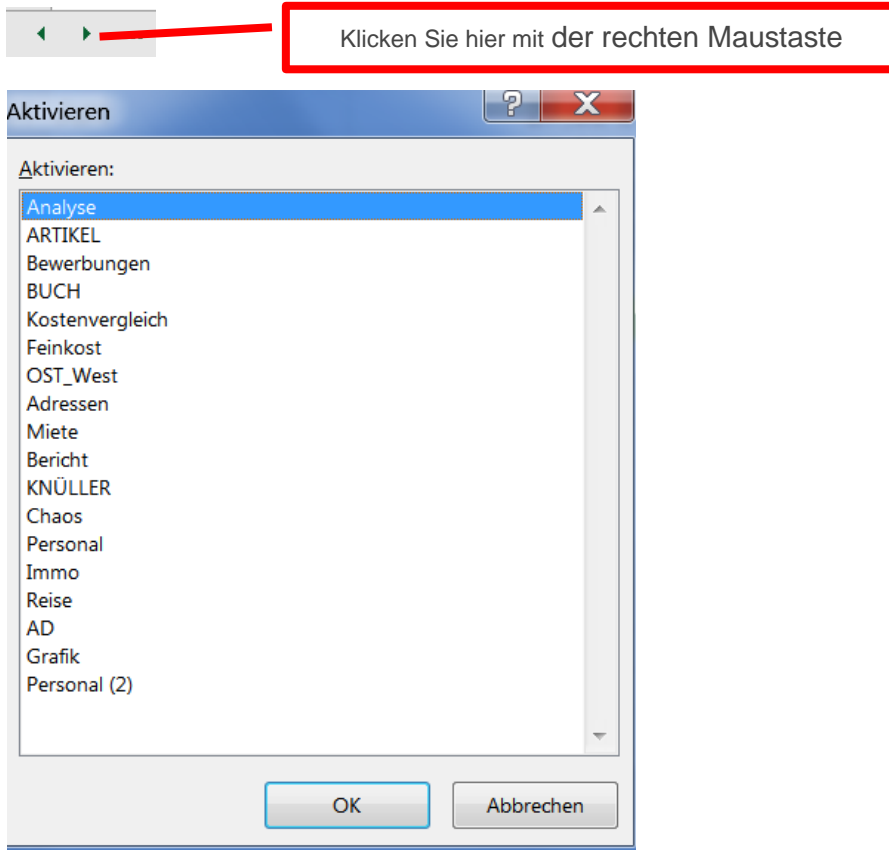 Klicken Sie hier mit der rechten Maustaste
Aktivieren
Aktivieren:
Analyse
ARTIKEL
Bewerbungen
BUCH
Kostenvergleich
Feinkost
OST_West
Adressen
Miete
Bericht
KNÜLLER
Chaos
Personal
Immo
Reise
AD
Grafik
Personal (2)
OK
Abbrechen